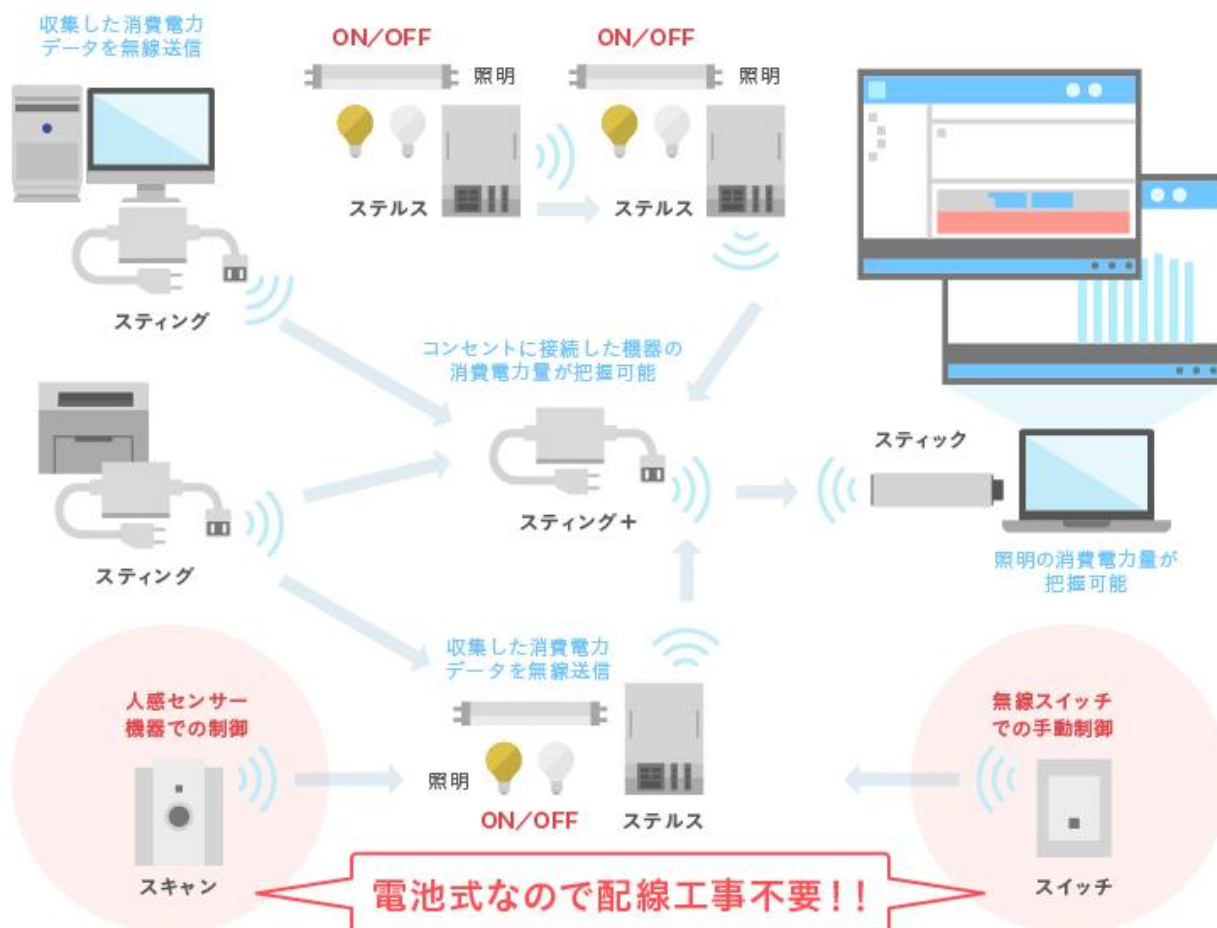 収集した消費電力
データを無線送信
ON／OFF
照明
ステルス
ON／OFF
照明
ステルス
スティング
コンセントに接続した機器の
消費電力量が把握可能
スティング＋
スティック
照明の消費電力量が
把握可能
スティング
収集した消費電力
データを無線送信
照明
ON／OFF
ステルス
人感センサー
機器での制御
スキャン
無線スイッチ
での手動制御
スイッチ
電池式なので配線工事不要！！